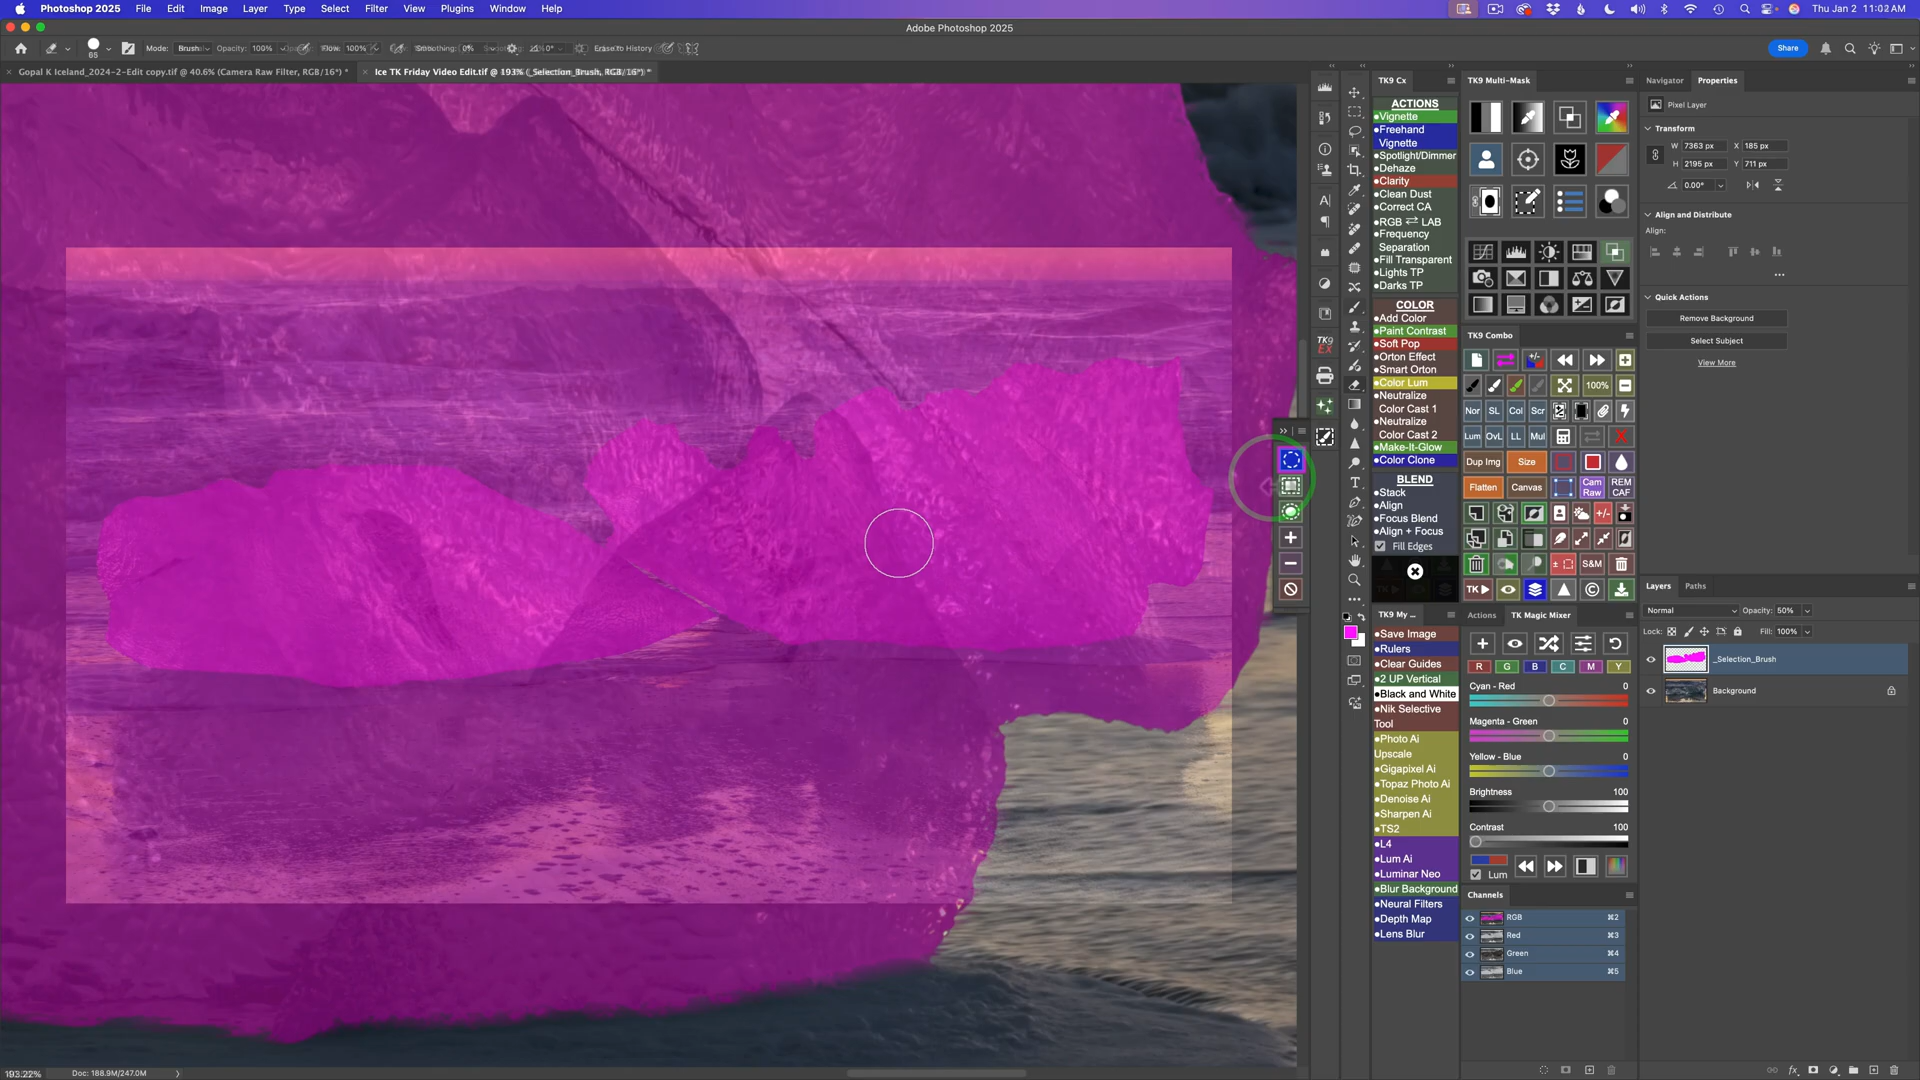 Photoshop 2025 File Edit Image Layer Type Select Filter View Plugins Window Help
Thu Jan 2 11:02 AM
Adobe Photoshop 2025
65
Mode: Brush Opacity: 100% Flow: 100% Smoothing: 0% 0° Erase to History
Share
Gopal K Iceland_2024-2-Edit copy.tif @ 40.6% (Camera Raw Filter, RGB/16*) *
Ice TK Friday Video Edit.tif @ 193% (_Selection_Brush, RGB/16*) *
TK9 Cx
ACTIONS
Vignette
Freehand
Vignette
Spotlight/Dimmer
Dehaze
Clarity
Clean Dust
Correct CA
RGB ⇄ LAB
Frequency
Separation
Fill Transparent
Lights TP
Darks TP
COLOR
Add Color
Paint Contrast
Soft Pop
Orton Effect
Smart Orton
Color Lum
Neutralize
Color Cast 1
Neutralize
Color Cast 2
Make-It-Glow
Color Clone
BLEND
Stack
Align
Focus Blend
Align + Focus
Fill Edges
TK9 My ...
Save Image
Rulers
Clear Guides
2 UP Vertical
Black and White
Nik Selective
Tool
Photo Ai
Upscale
Gigapixel Ai
Topaz Photo Ai
Denoise Ai
Sharpen Ai
TS2
L4
Lum Ai
Luminar Neo
Blur Background
Neural Filters
Depth Map
Lens Blur
TK9
EX
TK9 Multi-Mask
TK9 Combo
100%
Nor SL Col Scr
Lum OvL LL Mul
Dup Img Size
Flatten Canvas Cam Raw REM CAF
S&M
TK
Actions TK Magic Mixer
R G B C M Y
Cyan - Red 0
Magenta - Green 0
Yellow - Blue 0
Brightness 100
Contrast 100
Lum
Channels
RGB ⌘2
Red ⌘3
Green ⌘4
Blue ⌘5
Navigator Properties
Pixel Layer
Transform
W 7363 px X 185 px
H 2195 px Y 711 px
0.00°
Align and Distribute
Align:
Quick Actions
Remove Background
Select Subject
View More
Layers Paths
Normal Opacity: 50%
Lock: Fill: 100%
_Selection_Brush
Background
193.22% Doc: 188.9M/247.0M